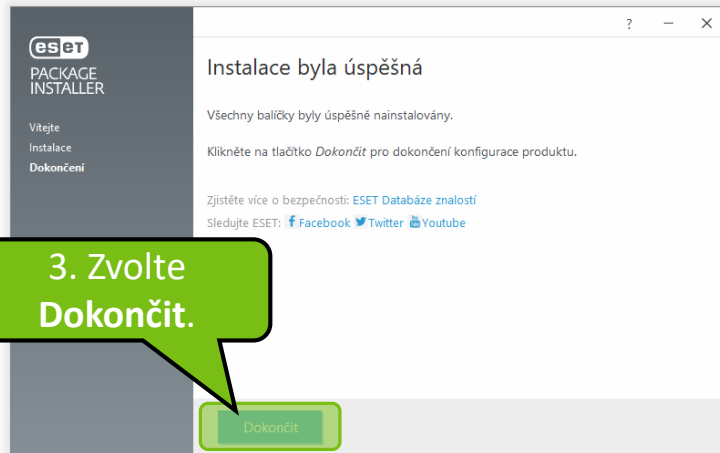 ?
eset
PACKAGE
INSTALLER
Vítejte
Instalace
Dokončení
Instalace byla úspěšná
Všechny balíčky byly úspěšně nainstalovány.
Klikněte na tlačítko Dokončit pro dokončení konfigurace produktu.
Zjistěte více o bezpečnosti: ESET Databáze znalostí
Sledujte ESET: Facebook Twitter Youtube
3. Zvolte
Dokončit.
Dokončit